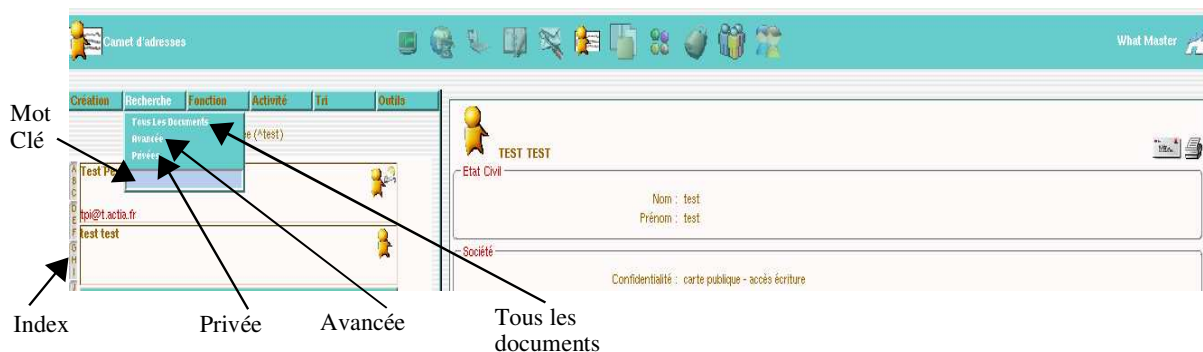 Carnet d'adresses
What Master
Création Recherche Fonction Activité Tri Outils
Mot
Clé
Tous Les Documents
Avancée
Privées
(^test)
A
B
C
D
E
F
G
H
I
J
Test
tpi@t.actia.fr
test test
TEST TEST
Etat Civil
Nom : test
Prénom : test
Société
Confidentialité : carte publique - accès écriture
Index
Privée
Avancée
Tous les
documents